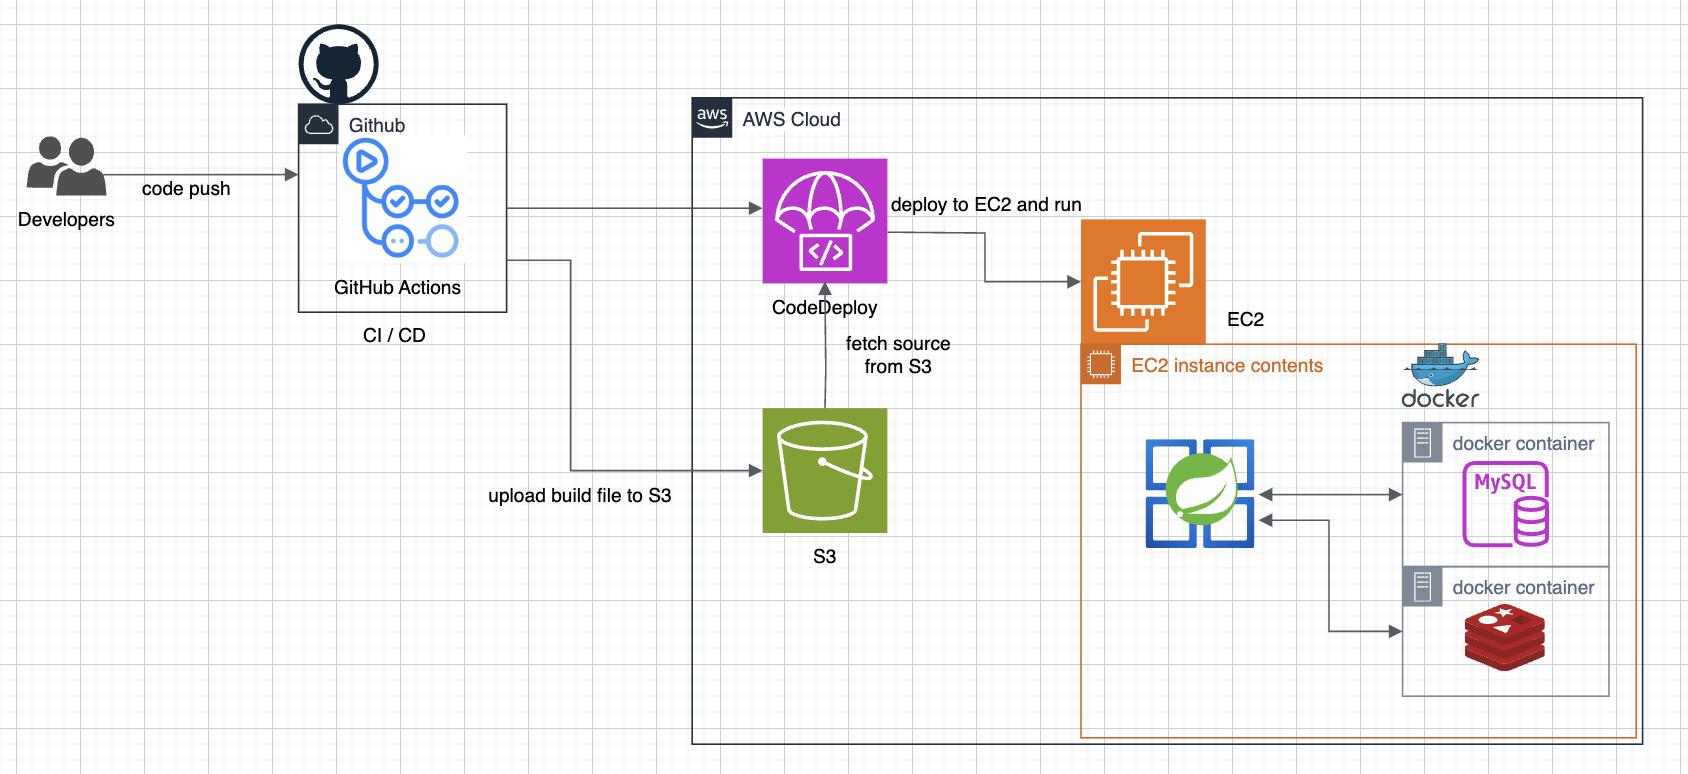 Github
Developers
code push
GitHub Actions
CI / CD
aws
AWS Cloud
</>
CodeDeploy
deploy to EC2 and run
fetch source
from S3
upload build file to S3
S3
EC2
EC2 instance contents
docker
docker container
MySQL
docker container